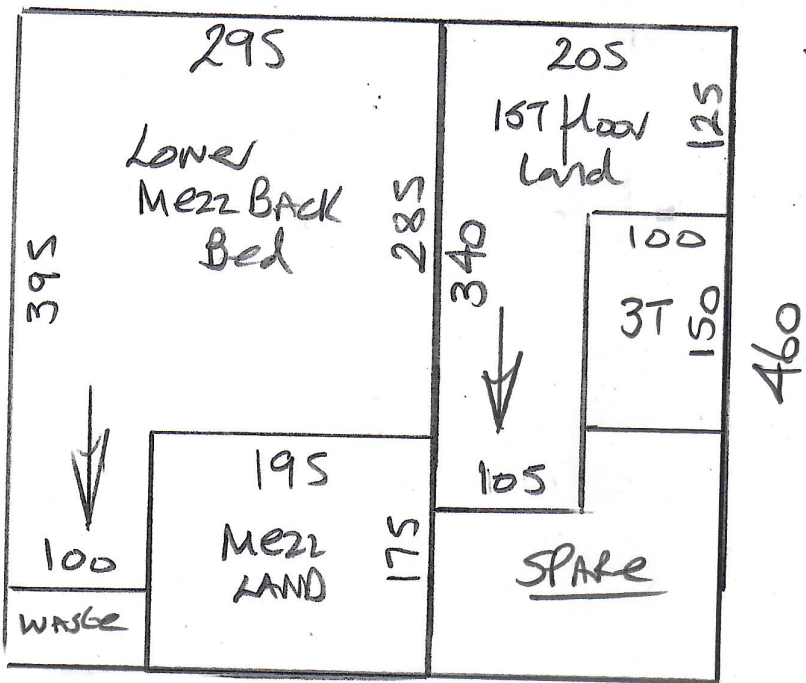 295
205
Lower
Mezz BACK
Bed
1ST floor
Land
125
395
285
340
100
3T
150
460
195
Mezz
LAND
175
105
100
SPARE
WASte